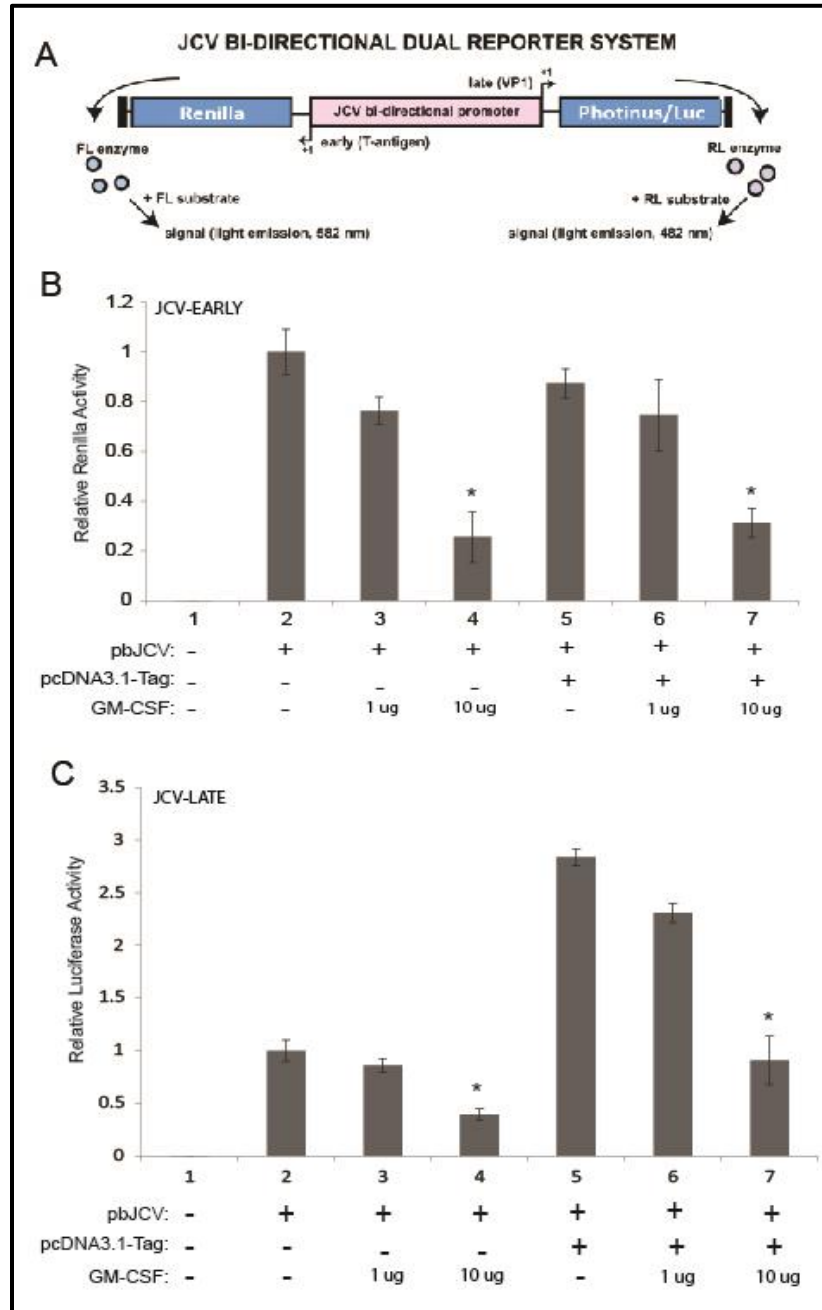 A
JCV BI-DIRECTIONAL DUAL REPORTER SYSTEM
late (VP1) +1
Renilla JCV bi-directional promoter Photinus/Luc
+1 early (T-antigen)
FL enzyme RL enzyme
+ FL substrate + RL substrate
signal (light emission, 582 nm) signal (light emission, 482 nm)
B
JCV-EARLY
Relative Renilla Activity
1.2
1
0.8
0.6
0.4
0.2
0
* *
1 2 3 4 5 6 7
pbJCV: - + + + + + +
pcDNA3.1-Tag: - - - - + + +
GM-CSF: - - 1 ug 10 ug - 1 ug 10 ug
C
JCV-LATE
Relative Luciferase Activity
3.5
3
2.5
2
1.5
1
0.5
0
* *
1 2 3 4 5 6 7
pbJCV: - + + + + + +
pcDNA3.1-Tag: - - - - + + +
GM-CSF: - - 1 ug 10 ug - 1 ug 10 ug